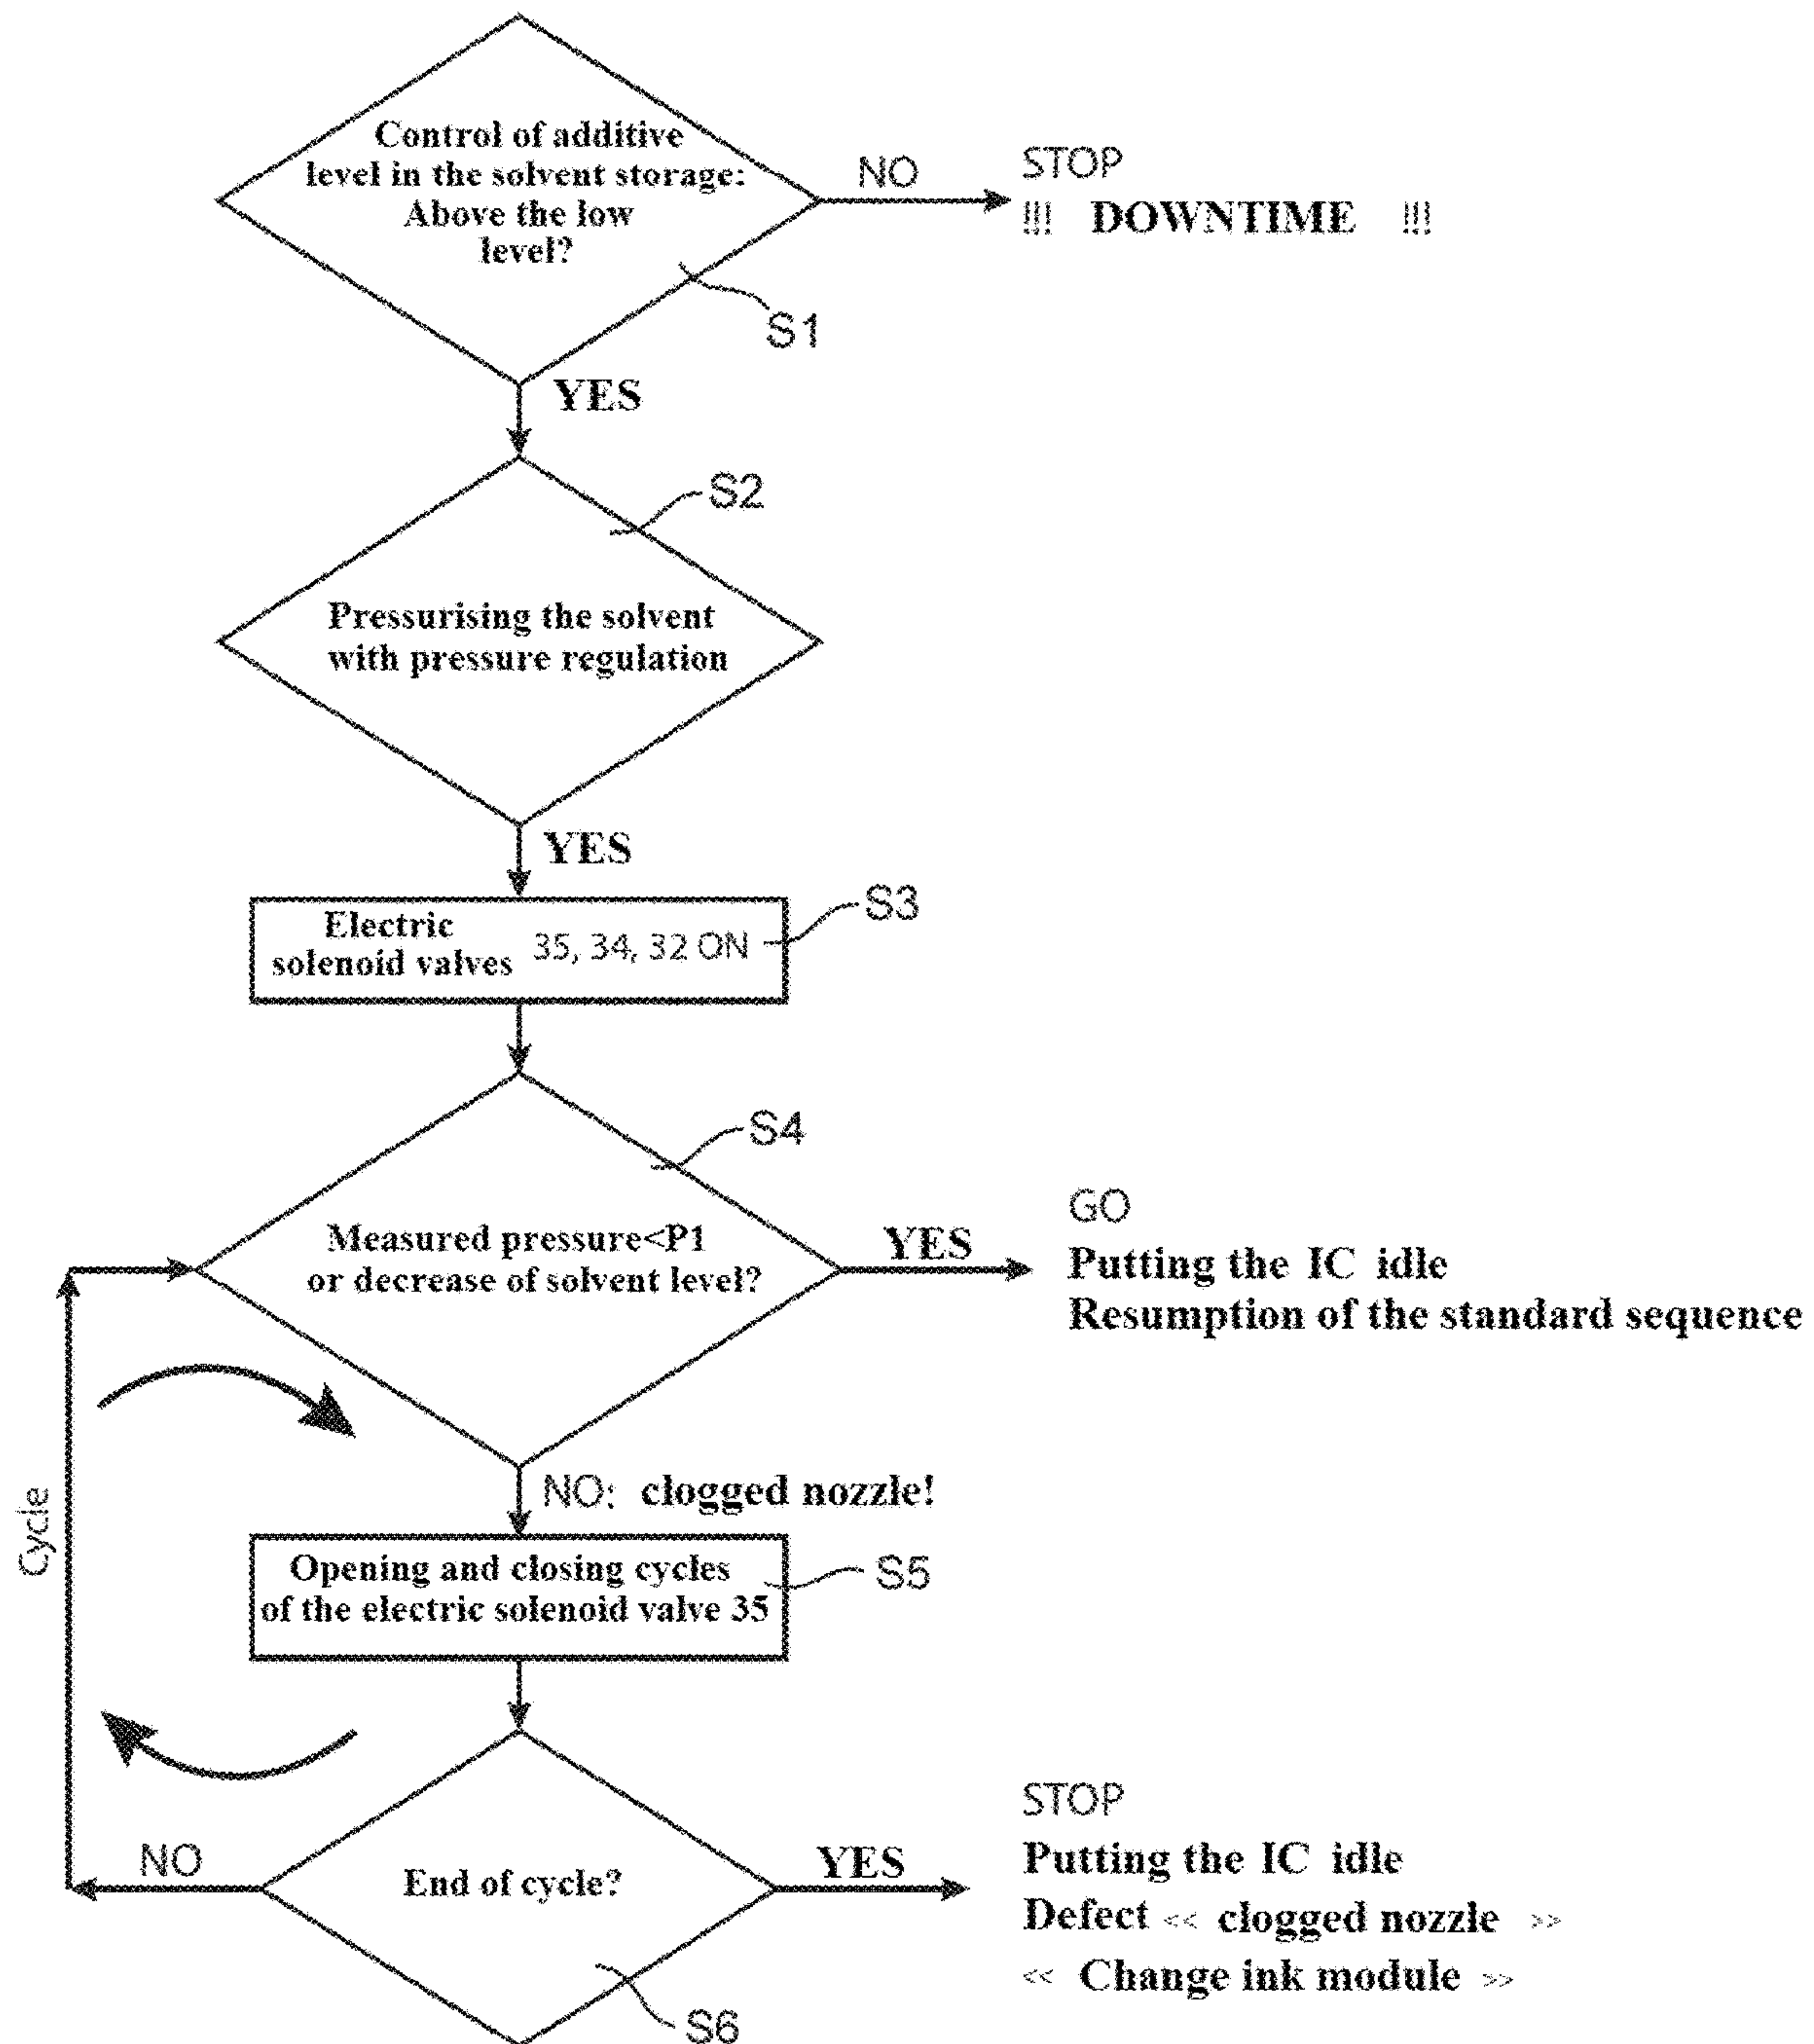 Control of additive
level in the solvent storage:
Above the low
level?
NO
STOP
!!! DOWNTIME !!!
S1
YES
S2
Pressurising the solvent
with pressure regulation
YES
Electric
solenoid valves 35, 34, 32 ON
S3
S4
Measured pressure<P1
or decrease of solvent level?
YES
GO
Putting the IC idle
Resumption of the standard sequence
NO: clogged nozzle!
Cycle
Opening and closing cycles
of the electric solenoid valve 35
S5
End of cycle?
NO
YES
STOP
Putting the IC idle
Defect << clogged nozzle >>
<< Change ink module >>
S6